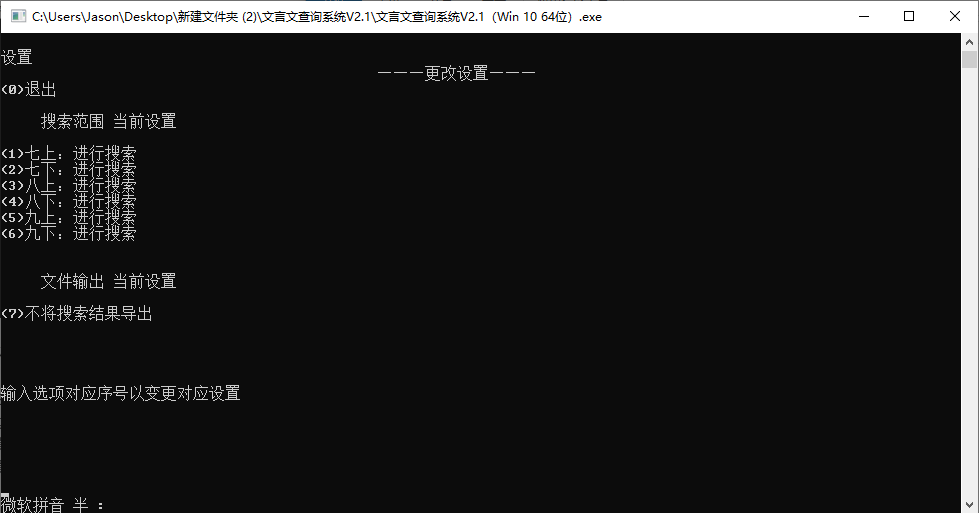 C:\Users\Jason\Desktop\新建文件夹 (2)\文言文查询系统V2.1\文言文查询系统V2.1（Win 10 64位）.exe
设置
———更改设置———
(0)退出
搜索范围 当前设置
(1)七上：进行搜索
(2)七下：进行搜索
(3)八上：进行搜索
(4)八下：进行搜索
(5)九上：进行搜索
(6)九下：进行搜索
文件输出 当前设置
(7)不将搜索结果导出
输入选项对应序号以变更对应设置
微软拼音 半 ：